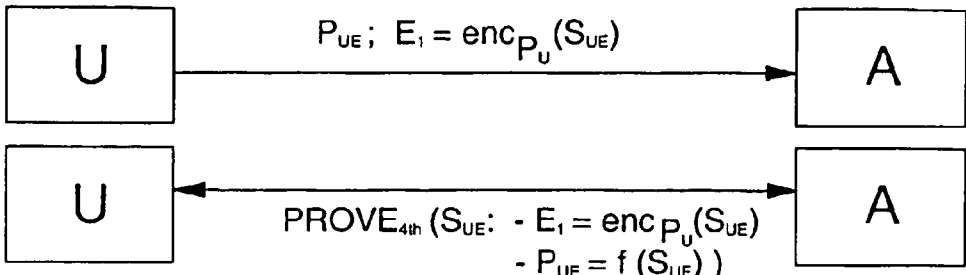 U
P_UE ; E_1 = enc_P_U(S_UE)
A
U
PROVE_4th (S_UE: - E_1 = enc_P_U(S_UE)
- P_UE = f (S_UE) )
A